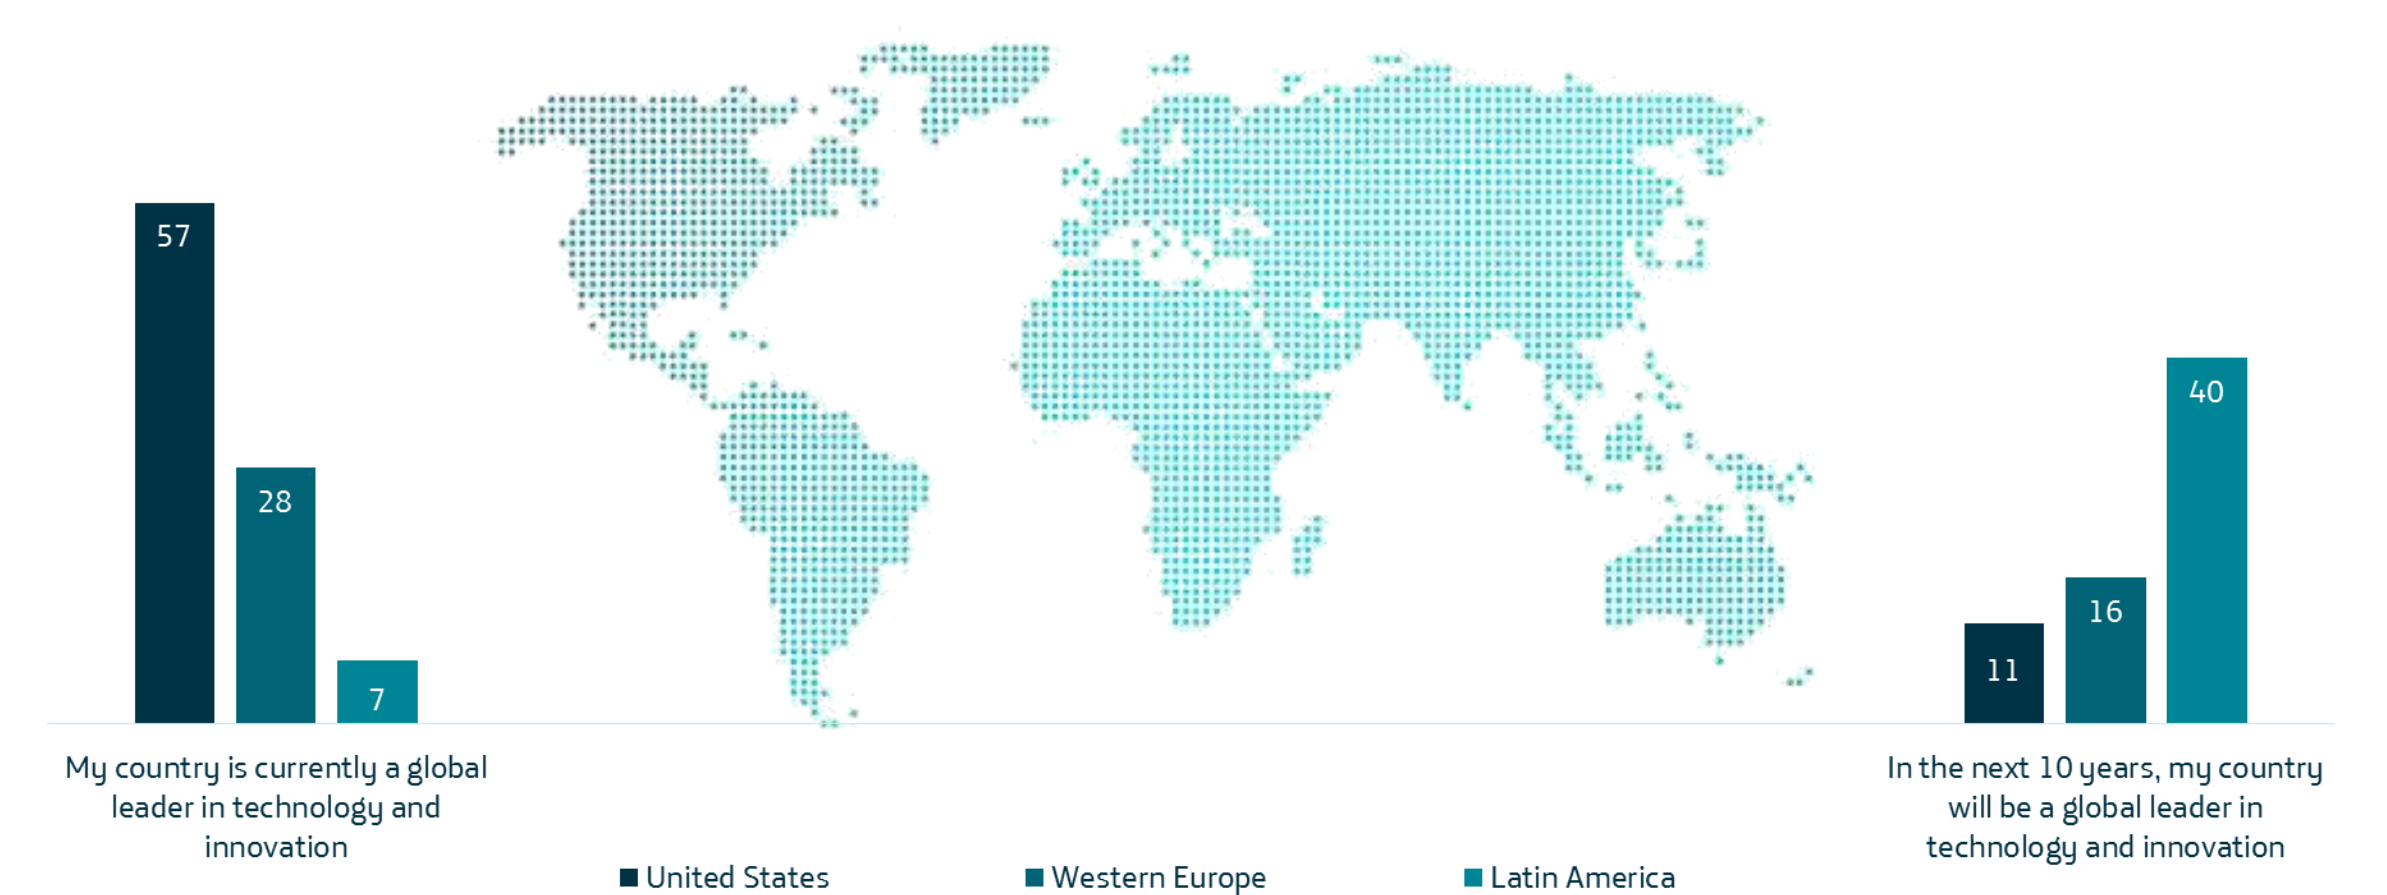 57
28
7
11
16
40
My country is currently a global
leader in technology and
innovation
In the next 10 years, my country
will be a global leader in
technology and innovation
United States
Western Europe
Latin America